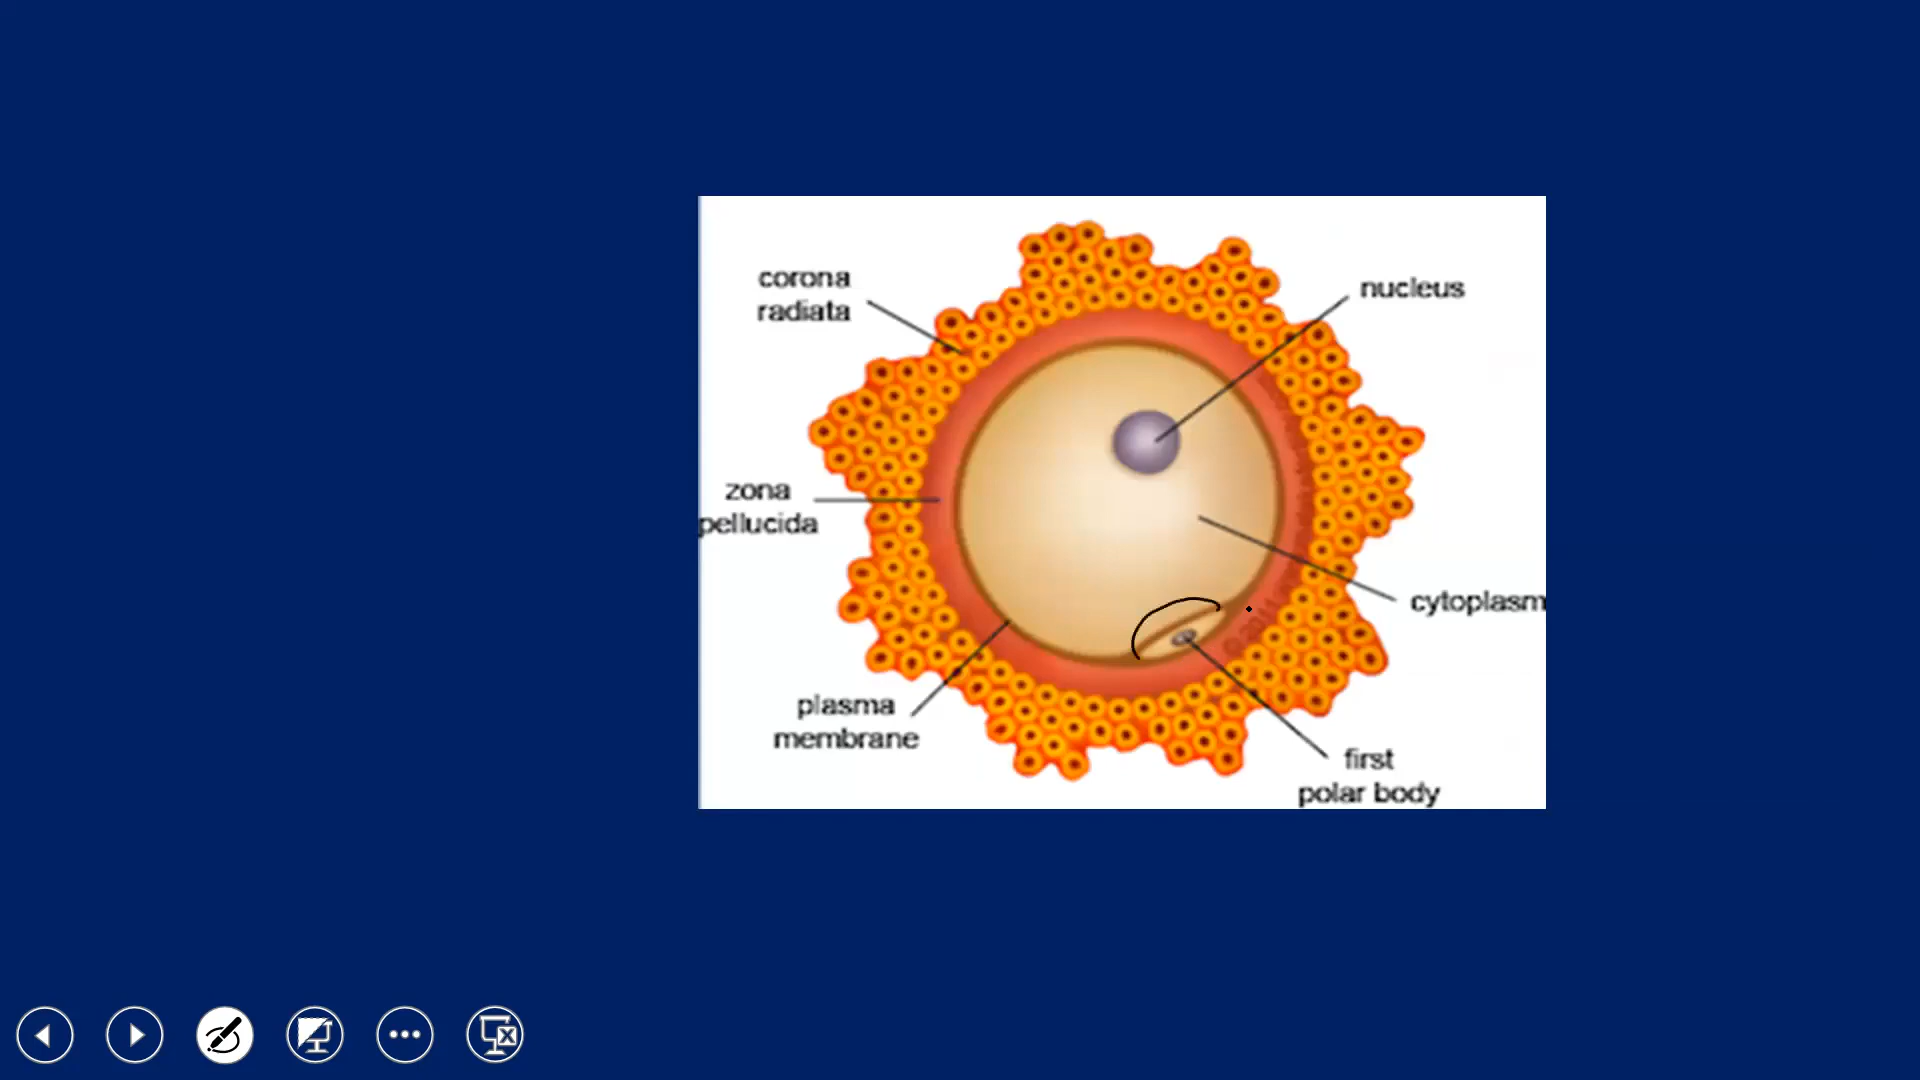 corona
radiata
nucleus
zona
pellucida
cytoplasm
plasma
membrane
first
polar body